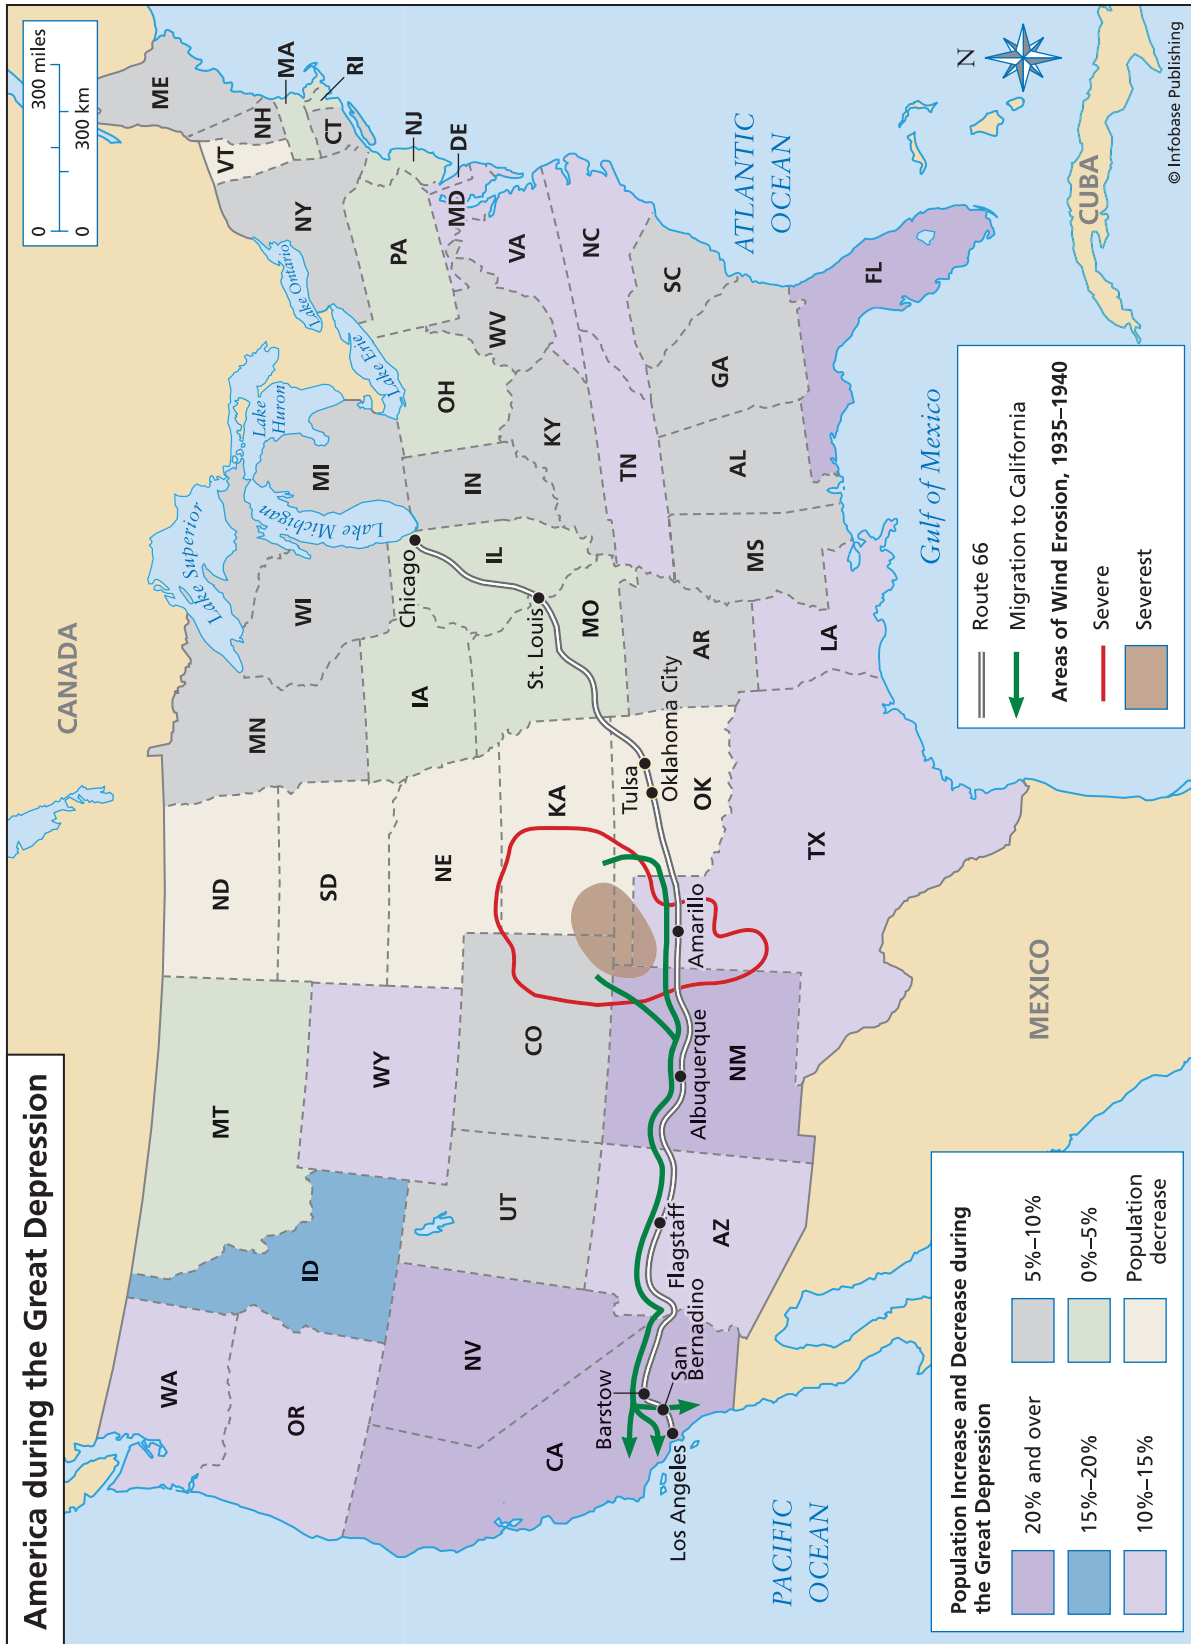 America during the Great Depression
0 300 miles
0 300 km
CANADA
Lake Superior
Lake Michigan
Lake
Huron
Lake Erie
Lake Ontario
WA
OR
CA
NV
ID
MT
WY
UT
CO
AZ
NM
ND
SD
NE
KA
OK
TX
MN
IA
MO
AR
LA
WI
IL
MI
IN
OH
KY
TN
MS
AL
GA
FL
SC
NC
VA
WV
MD
DE
PA
NJ
NY
CT
RI
MA
VT
NH
ME
Chicago
St. Louis
Tulsa
Oklahoma City
Amarillo
Albuquerque
Flagstaff
Barstow
San
Bernadino
Los Angeles
PACIFIC
OCEAN
ATLANTIC
OCEAN
Gulf of Mexico
MEXICO
CUBA
N
Population Increase and Decrease during
the Great Depression
20% and over
15%–20%
10%–15%
5%–10%
0%–5%
Population
decrease
Route 66
Migration to California
Areas of Wind Erosion, 1935–1940
Severe
Severest
© Infobase Publishing